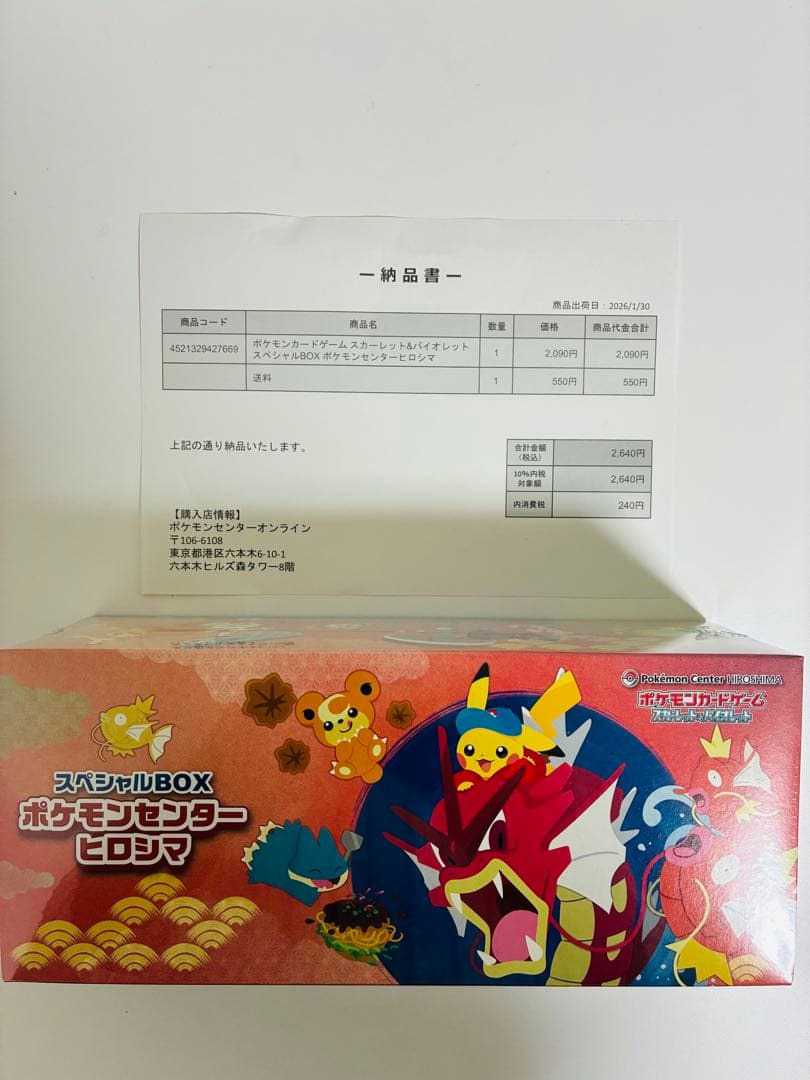 ー納品書ー
商品出荷日：2026/1/30
商品コード 商品名 数量 価格 商品代金合計
4521329427669 ポケモンカードゲーム スカーレット&バイオレット スペシャルBOX ポケモンセンターヒロシマ 1 2,090円 2,090円
送料 1 550円 550円
上記の通り納品いたします。
合計金額（税込） 2,640円
10％内税対象額 2,640円
内消費税 240円
【購入店情報】
ポケモンセンターオンライン
〒106-6108
東京都港区六本木6-10-1
六本木ヒルズ森タワー8階
Pokémon Center HIROSHIMA
ポケモンカードゲーム
スカーレット&バイオレット
スペシャルBOX
ポケモンセンター
ヒロシマ